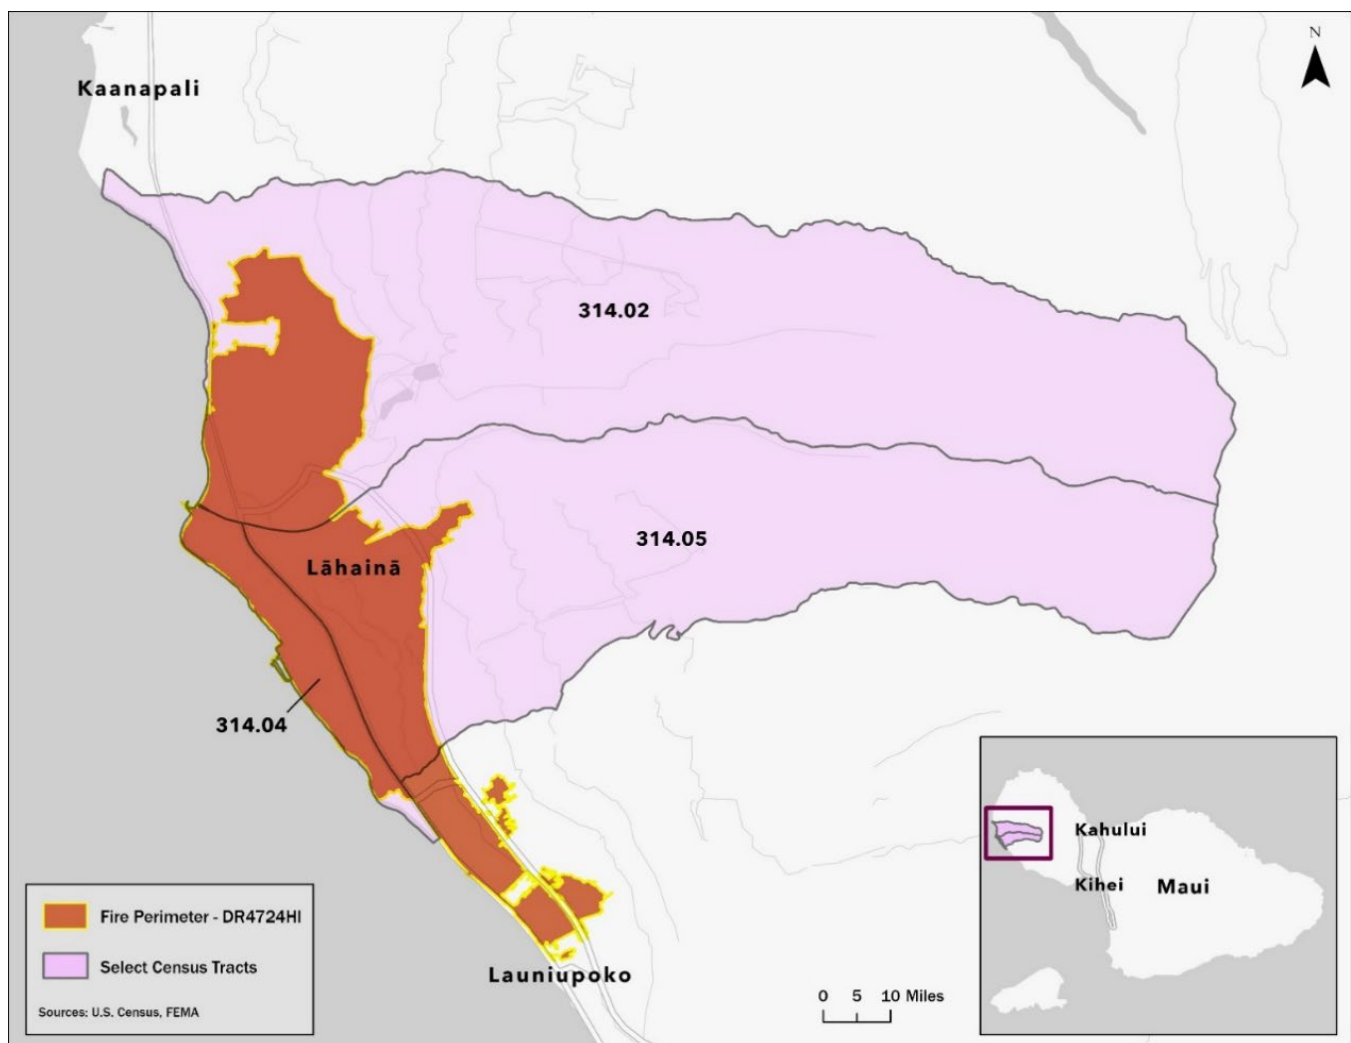 N
Kaanapali
314.02
314.05
Lāhainā
314.04
Kahului
Kihei
Maui
Fire Perimeter - DR4724HI
Select Census Tracts
Sources: U.S. Census, FEMA
Launiupoko
0 5 10 Miles